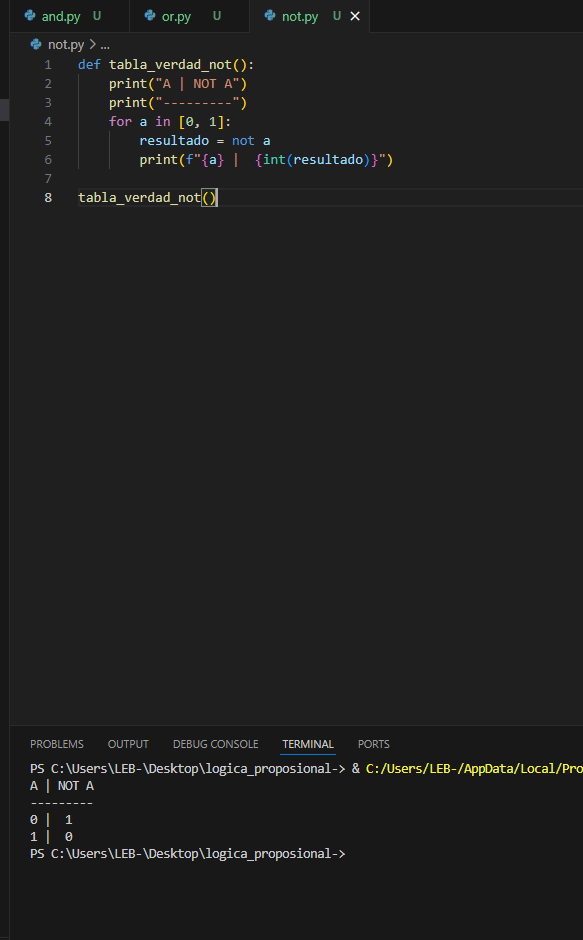 and.py U or.py U not.py U ×
not.py > ...
1 def tabla_verdad_not():
2     print("A | NOT A")
3     print("---------")
4     for a in [0, 1]:
5         resultado = not a
6         print(f"{a} |  {int(resultado)}")
7
8 tabla_verdad_not()
PROBLEMS OUTPUT DEBUG CONSOLE TERMINAL PORTS
PS C:\Users\LEB-\Desktop\logica_proposional-> & C:/Users/LEB-/AppData/Local/Pro
A | NOT A
---------
0 |  1
1 |  0
PS C:\Users\LEB-\Desktop\logica_proposional->